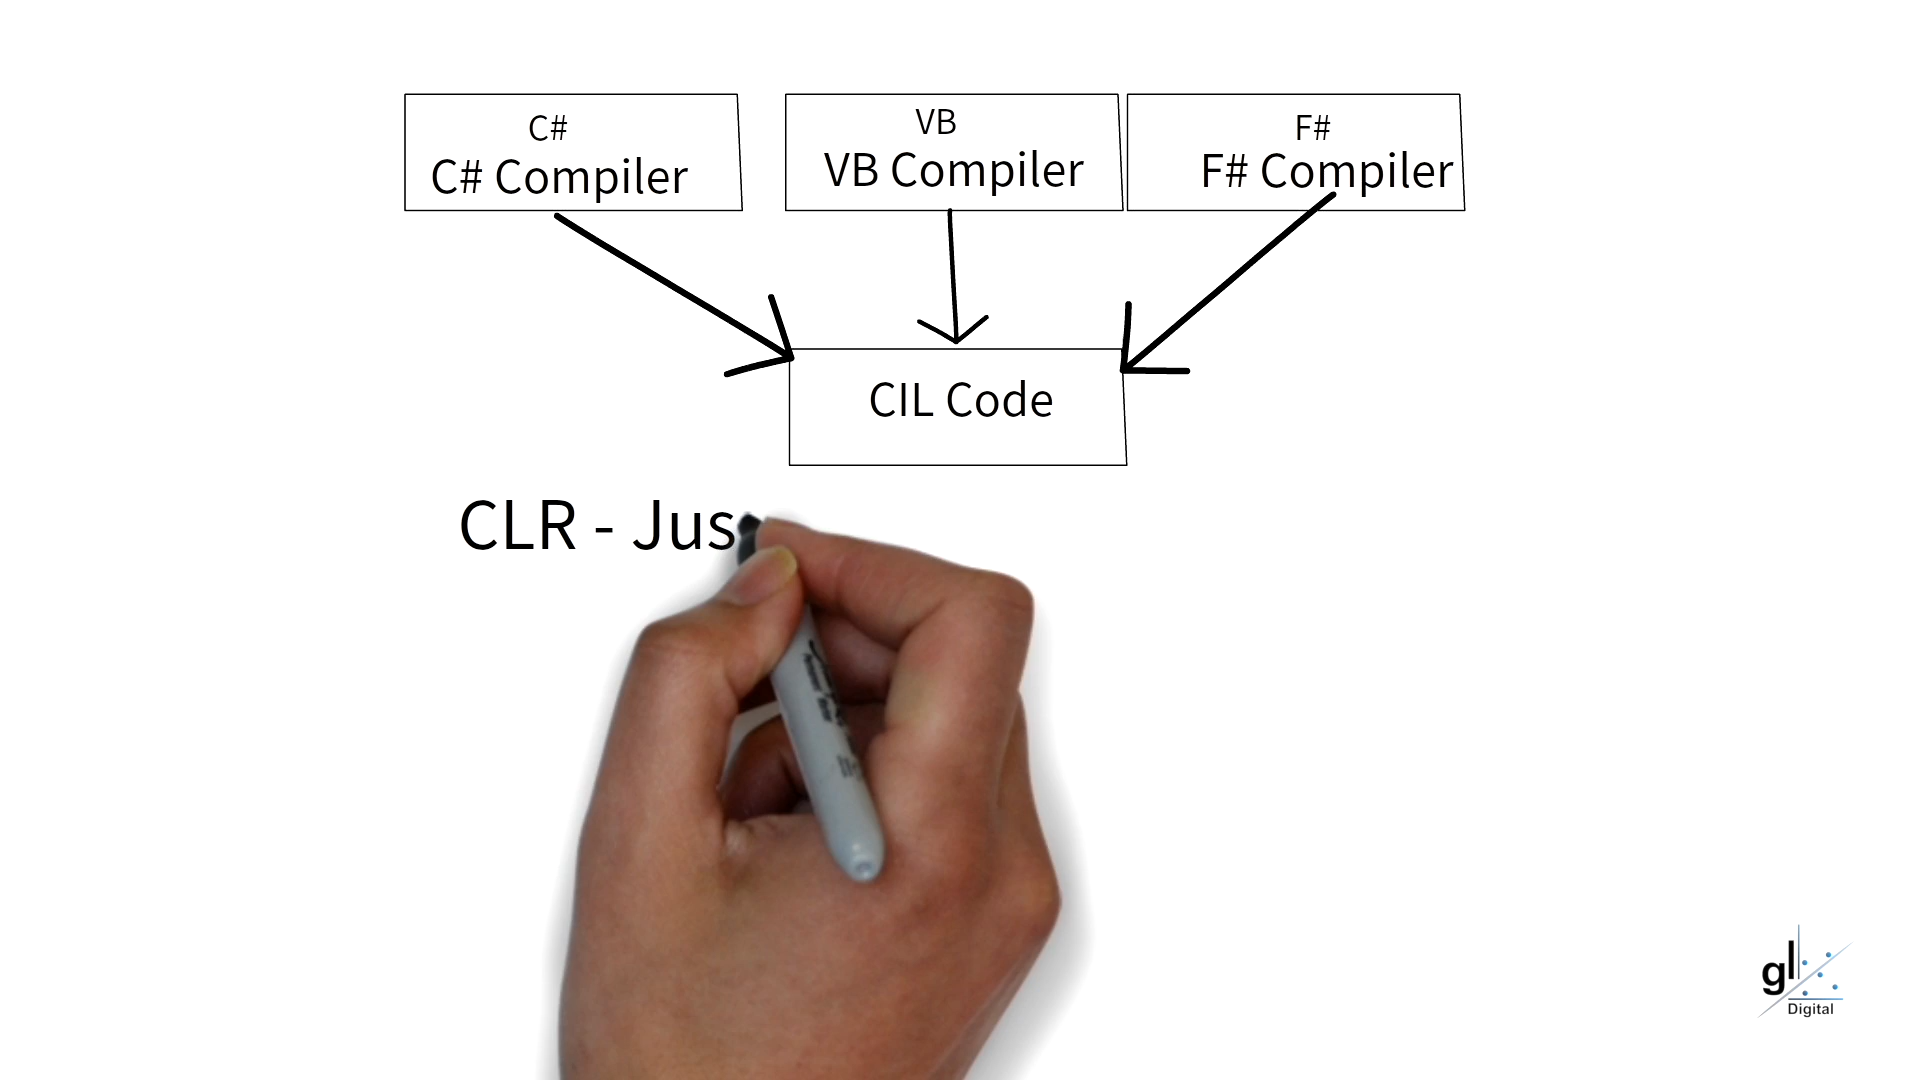 C#
C# Compiler
VB
VB Compiler
F#
F# Compiler
CIL Code
CLR - Jus
gl
Digital